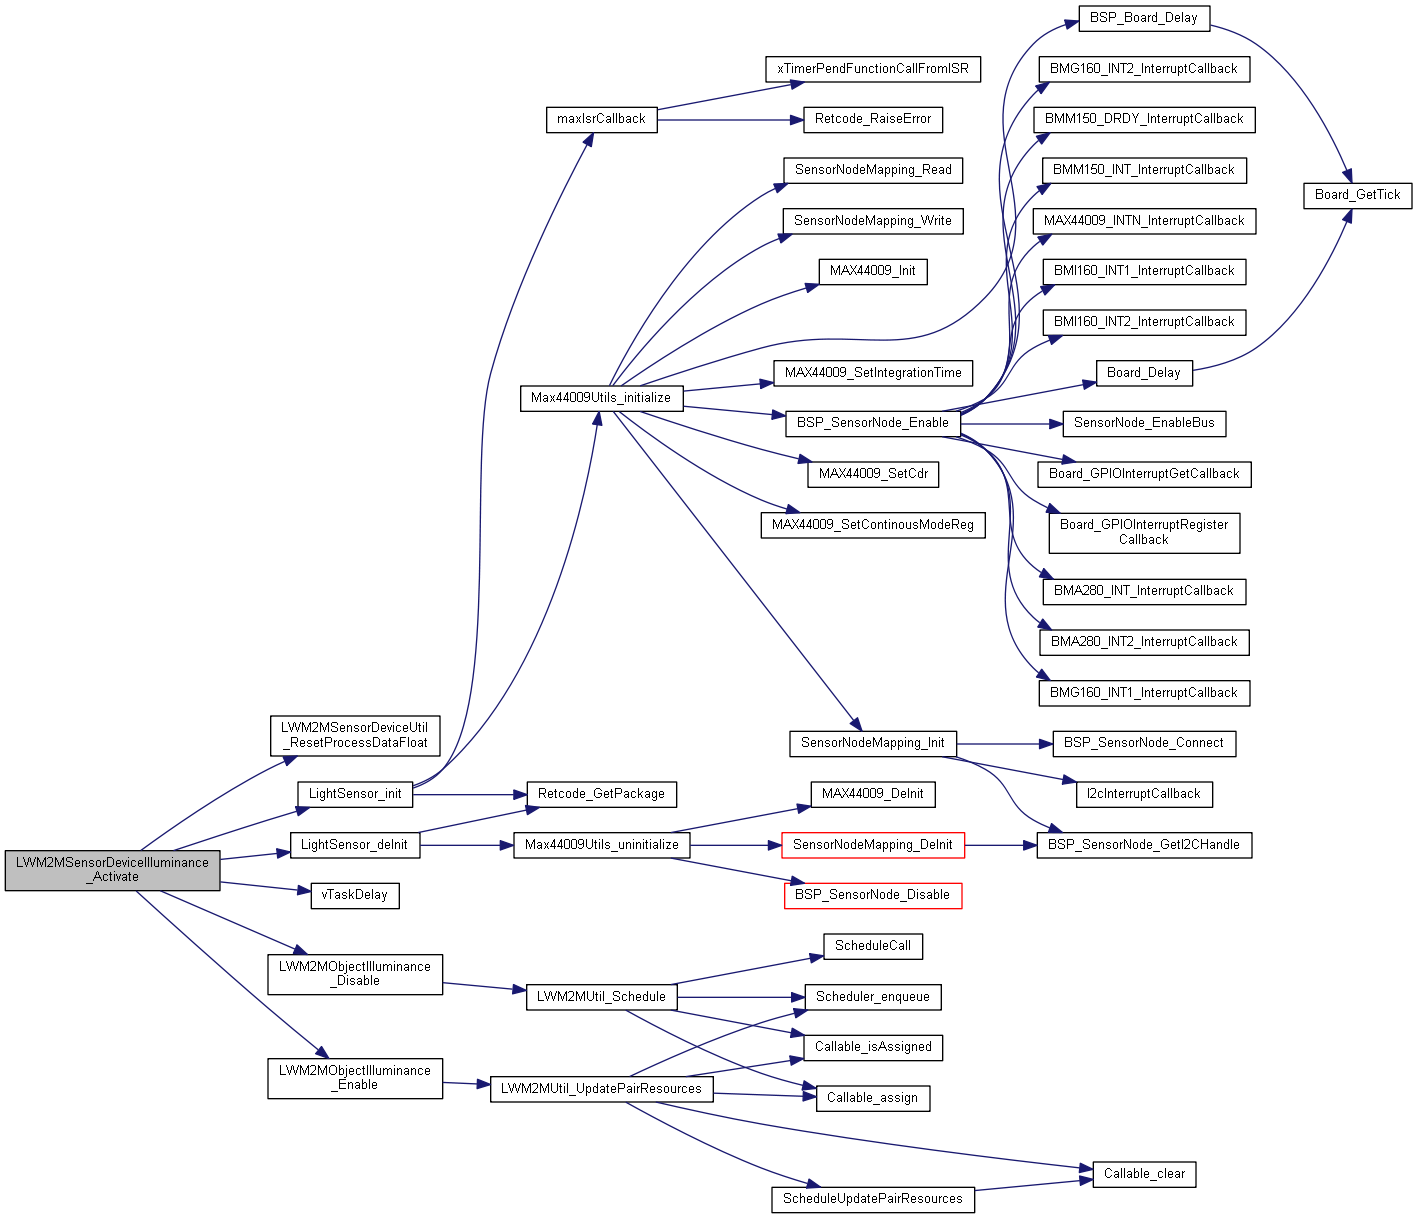 BSP_Board_Delay
xTimerPendFunctionCallFromISR
BMG160_INT2_InterruptCallback
maxIsrCallback
Retcode_RaiseError
BMM150_DRDY_InterruptCallback
SensorNodeMapping_Read
BMM150_INT_InterruptCallback
Board_GetTick
SensorNodeMapping_Write
MAX44009_INTN_InterruptCallback
MAX44009_Init
BMI160_INT1_InterruptCallback
BMI160_INT2_InterruptCallback
MAX44009_SetIntegrationTime
Board_Delay
Max44009Utils_initialize
BSP_SensorNode_Enable
SensorNode_EnableBus
MAX44009_SetCdr
Board_GPIOInterruptGetCallback
MAX44009_SetContinousModeReg
Board_GPIOInterruptRegister
Callback
BMA280_INT_InterruptCallback
BMA280_INT2_InterruptCallback
BMG160_INT1_InterruptCallback
LWM2MSensorDeviceUtil
_ResetProcessDataFloat
SensorNodeMapping_Init
BSP_SensorNode_Connect
LightSensor_init
Retcode_GetPackage
MAX44009_DeInit
I2cInterruptCallback
LightSensor_deInit
Max44009Utils_uninitialize
SensorNodeMapping_DeInit
BSP_SensorNode_GetI2CHandle
LWM2MSensorDeviceIlluminance
_Activate
vTaskDelay
BSP_SensorNode_Disable
ScheduleCall
LWM2MObjectIlluminance
_Disable
LWM2MUtil_Schedule
Scheduler_enqueue
Callable_isAssigned
LWM2MObjectIlluminance
_Enable
LWM2MUtil_UpdatePairResources
Callable_assign
Callable_clear
ScheduleUpdatePairResources